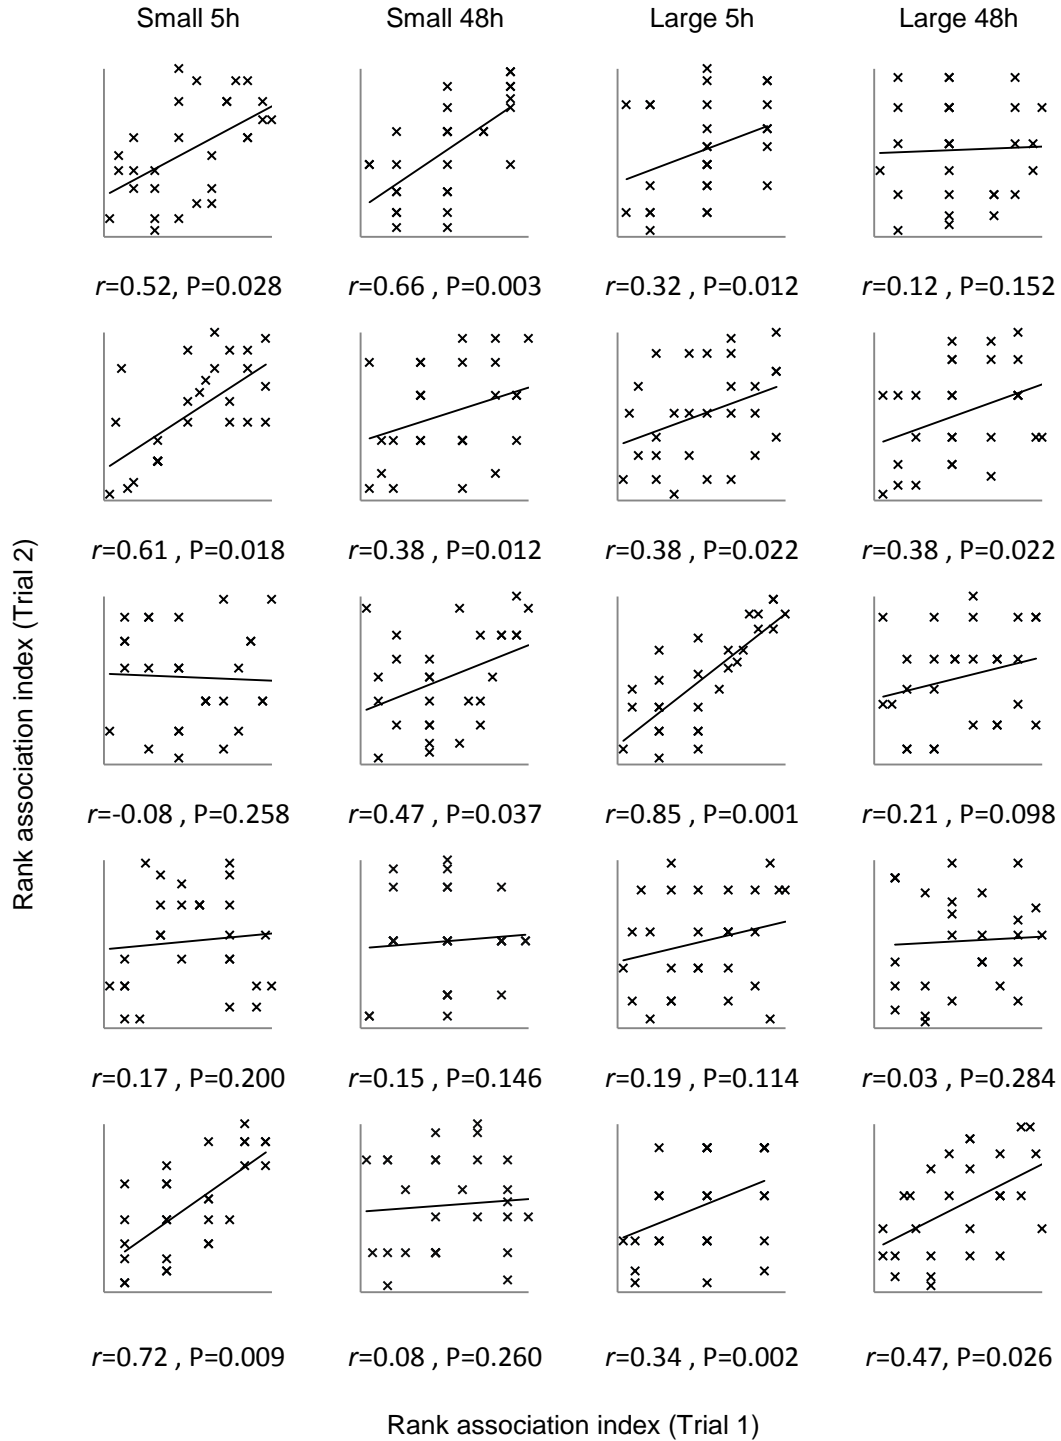 Small 5h Small 48h Large 5h Large 48h
r=0.52, P=0.028 r=0.66 , P=0.003 r=0.32 , P=0.012 r=0.12 , P=0.152
r=0.61 , P=0.018 r=0.38 , P=0.012 r=0.38 , P=0.022 r=0.38 , P=0.022
Rank association index (Trial 2)
r=-0.08 , P=0.258 r=0.47 , P=0.037 r=0.85 , P=0.001 r=0.21 , P=0.098
r=0.17 , P=0.200 r=0.15 , P=0.146 r=0.19 , P=0.114 r=0.03 , P=0.284
r=0.72 , P=0.009 r=0.08 , P=0.260 r=0.34 , P=0.002 r=0.47, P=0.026
Rank association index (Trial 1)